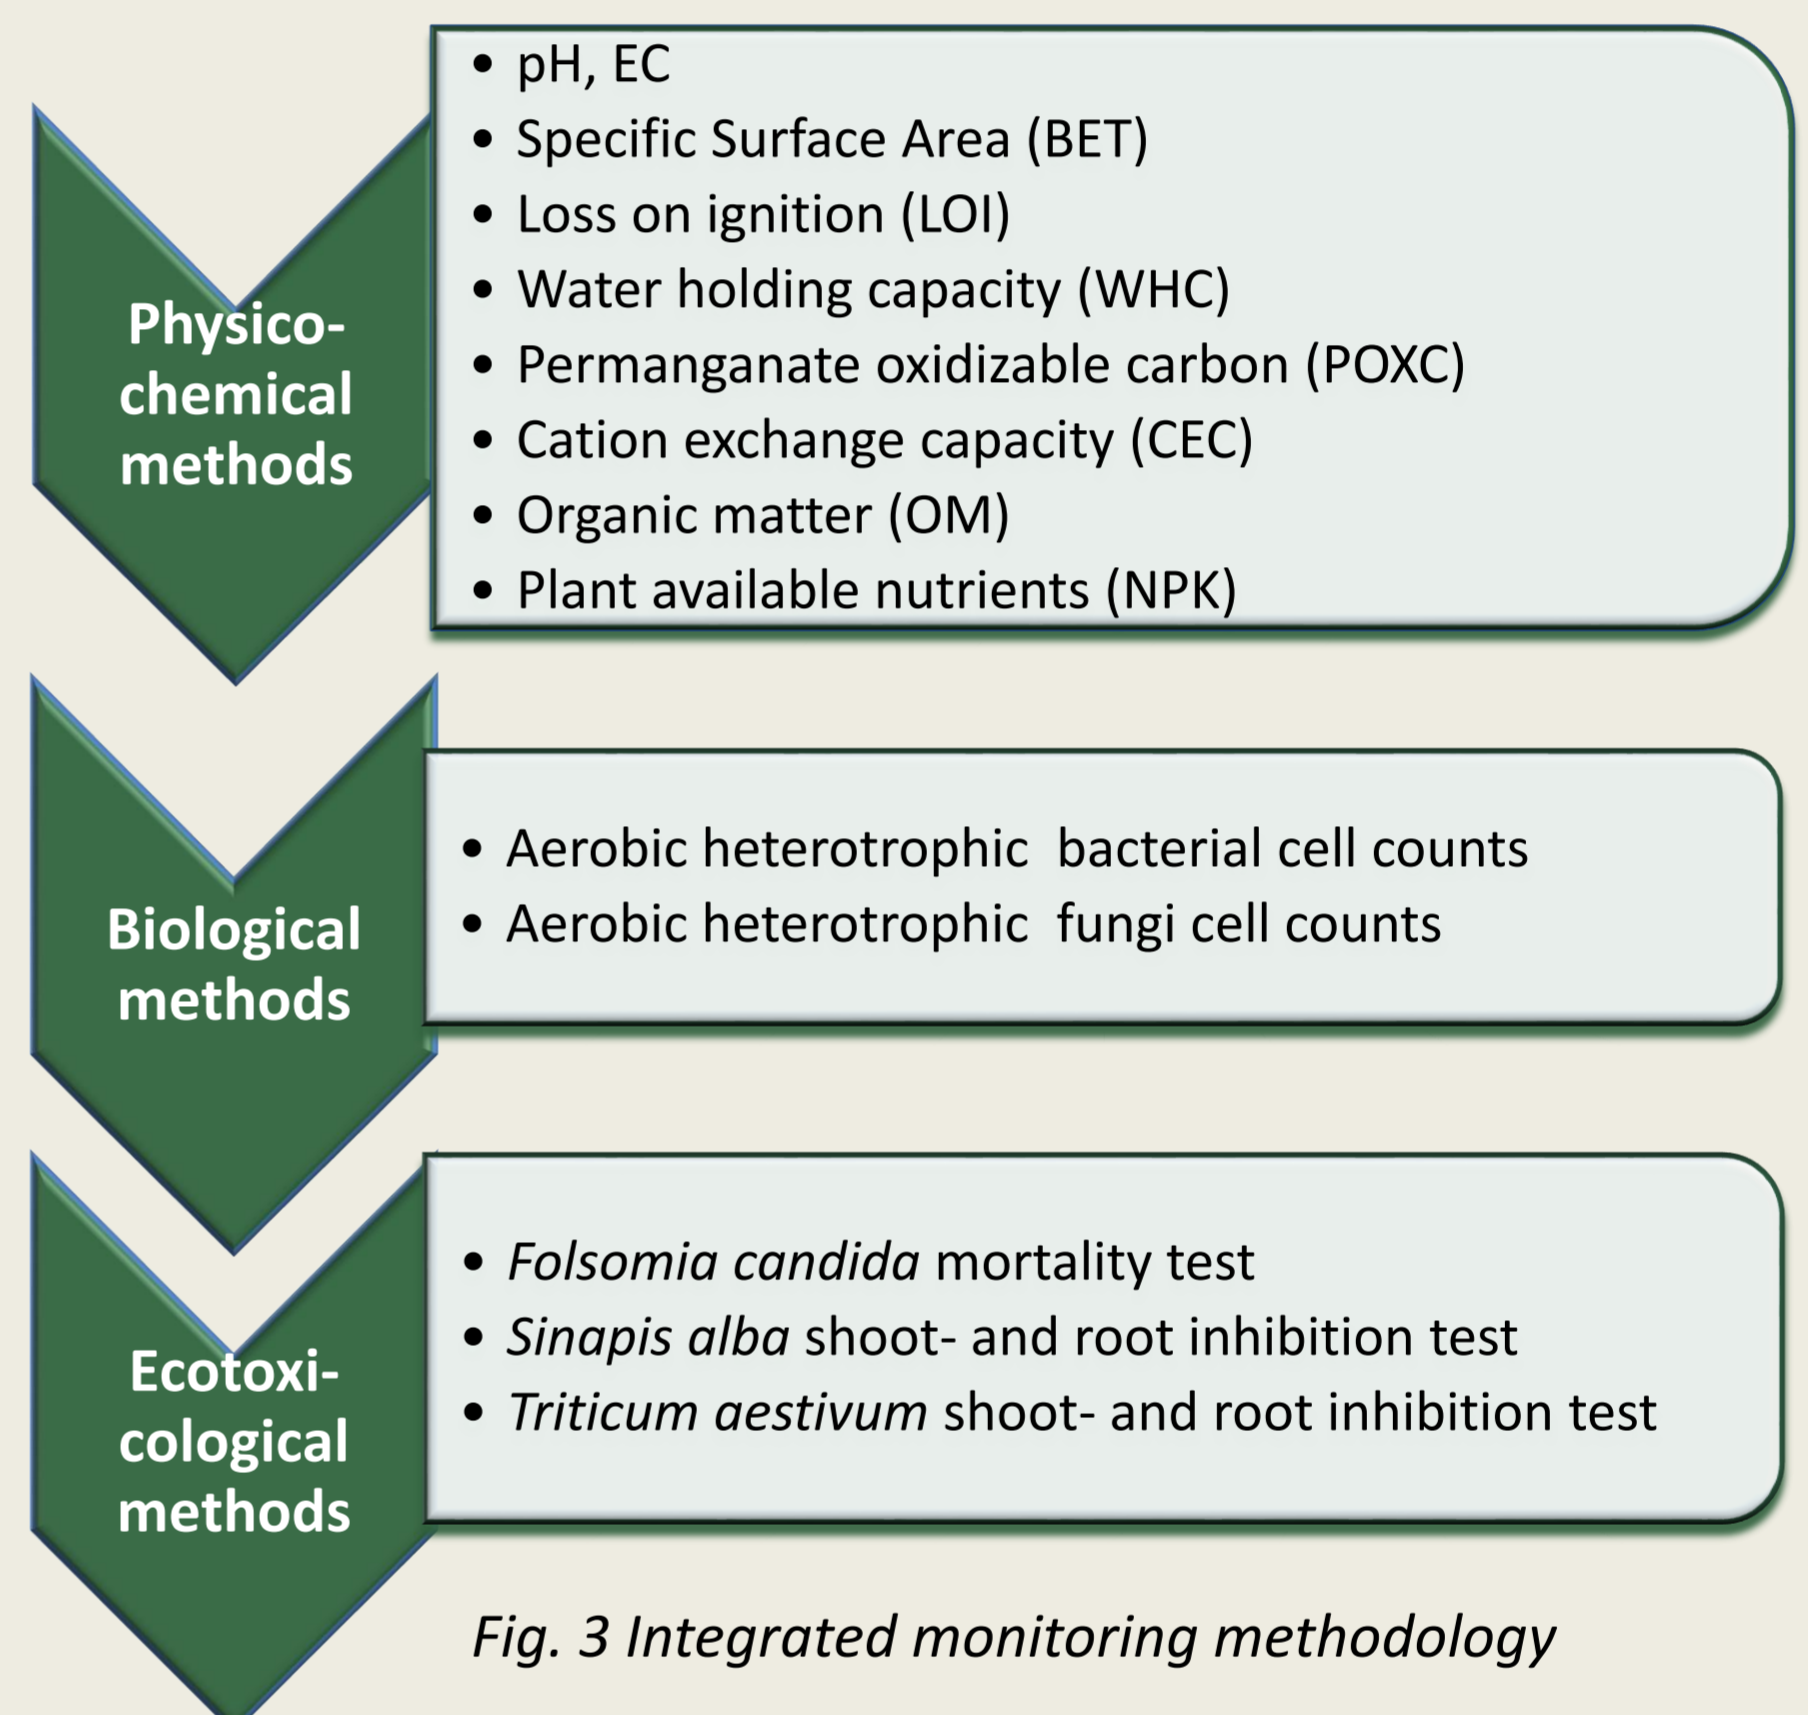 Physico-
chemical
methods
• pH, EC
• Specific Surface Area (BET)
• Loss on ignition (LOI)
• Water holding capacity (WHC)
• Permanganate oxidizable carbon (POXC)
• Cation exchange capacity (CEC)
• Organic matter (OM)
• Plant available nutrients (NPK)
Biological
methods
• Aerobic heterotrophic  bacterial cell counts
• Aerobic heterotrophic  fungi cell counts
Ecotoxi-
cological
methods
• Folsomia candida mortality test
• Sinapis alba shoot- and root inhibition test
• Triticum aestivum shoot- and root inhibition test
Fig. 3 Integrated monitoring methodology